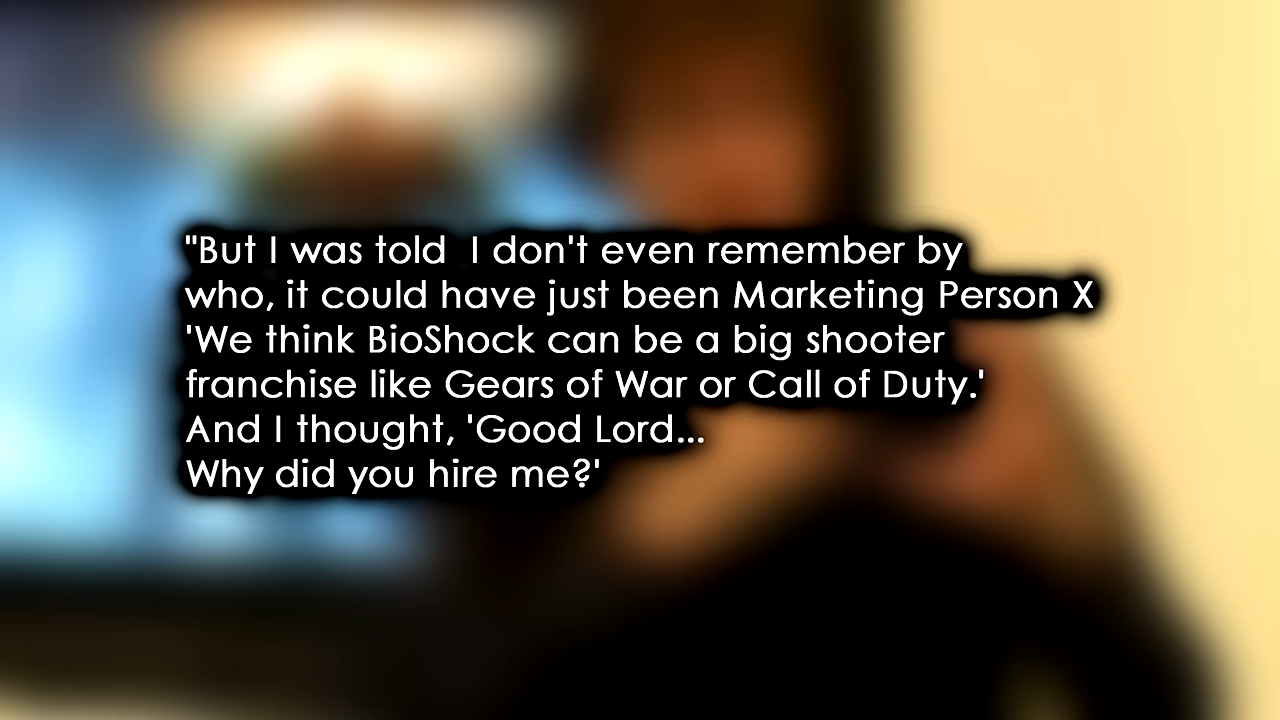 "But I was told  I don't even remember by
who, it could have just been Marketing Person X
'We think BioShock can be a big shooter
franchise like Gears of War or Call of Duty.'
And I thought, 'Good Lord...
Why did you hire me?'